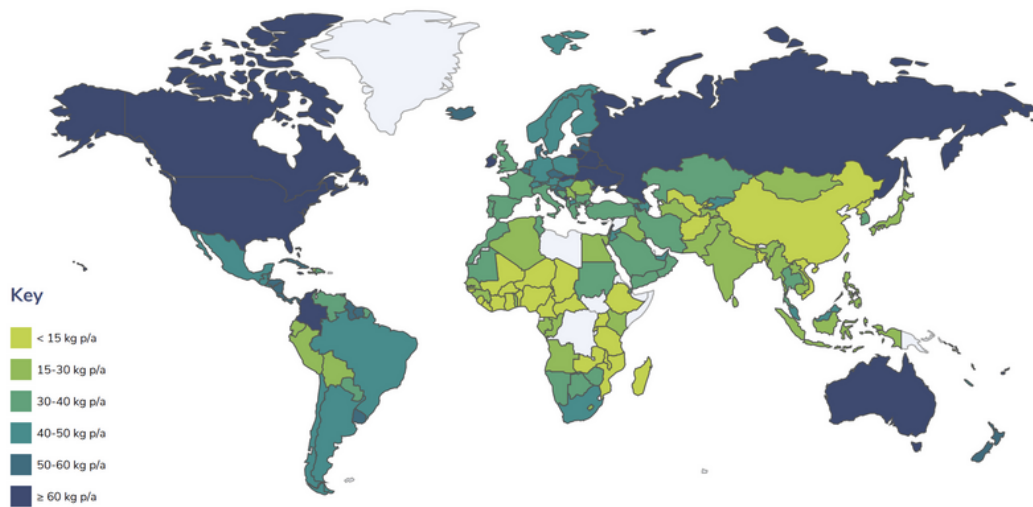 Key
< 15 kg p/a
15-30 kg p/a
30-40 kg p/a
40-50 kg p/a
50-60 kg p/a
≥ 60 kg p/a